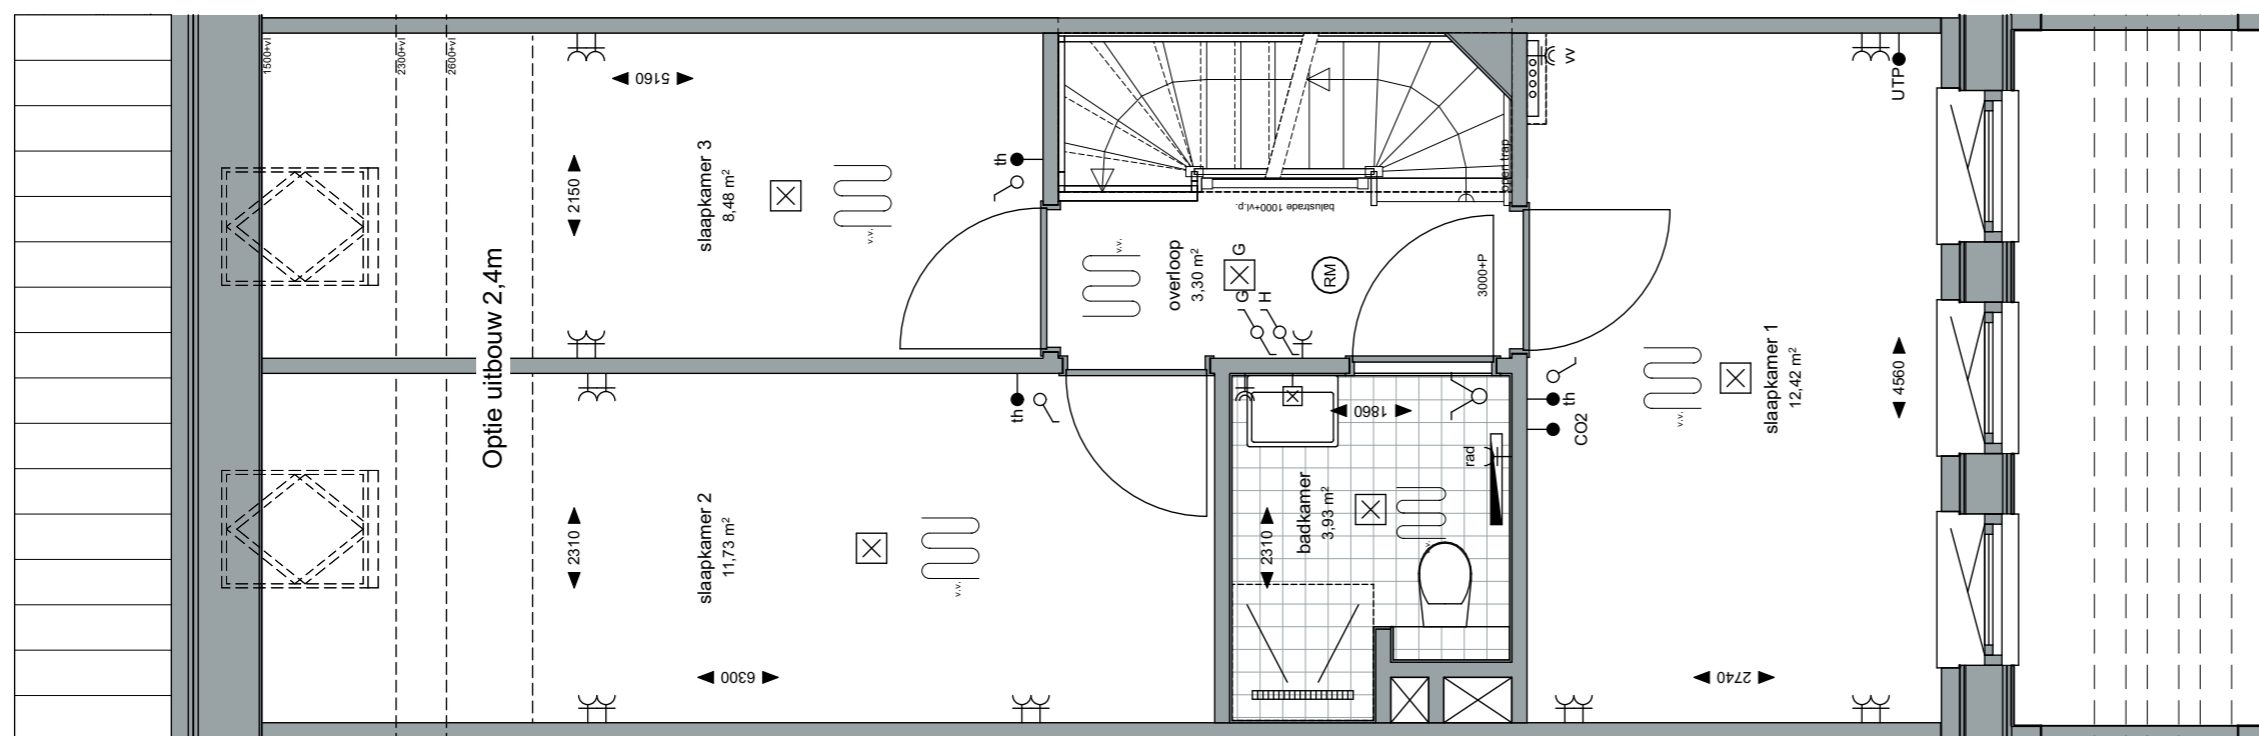 1500+vl
2300+vl
2600+vl
5160
2150
slaapkamer 3
8,48 m²
v.v.
th
Optie uitbouw 2,4m
2310
slaapkamer 2
11,73 m²
v.v.
6300
th
v.v.
overloop
3,30 m²
G
G
H
RM
balustrade 1000+vl.p.
open trap
3000+P
1860
rad
2310
badkamer
3,93 m²
v.v.
vv
UTP
th
CO2
v.v.
slaapkamer 1
12,42 m²
4560
2740